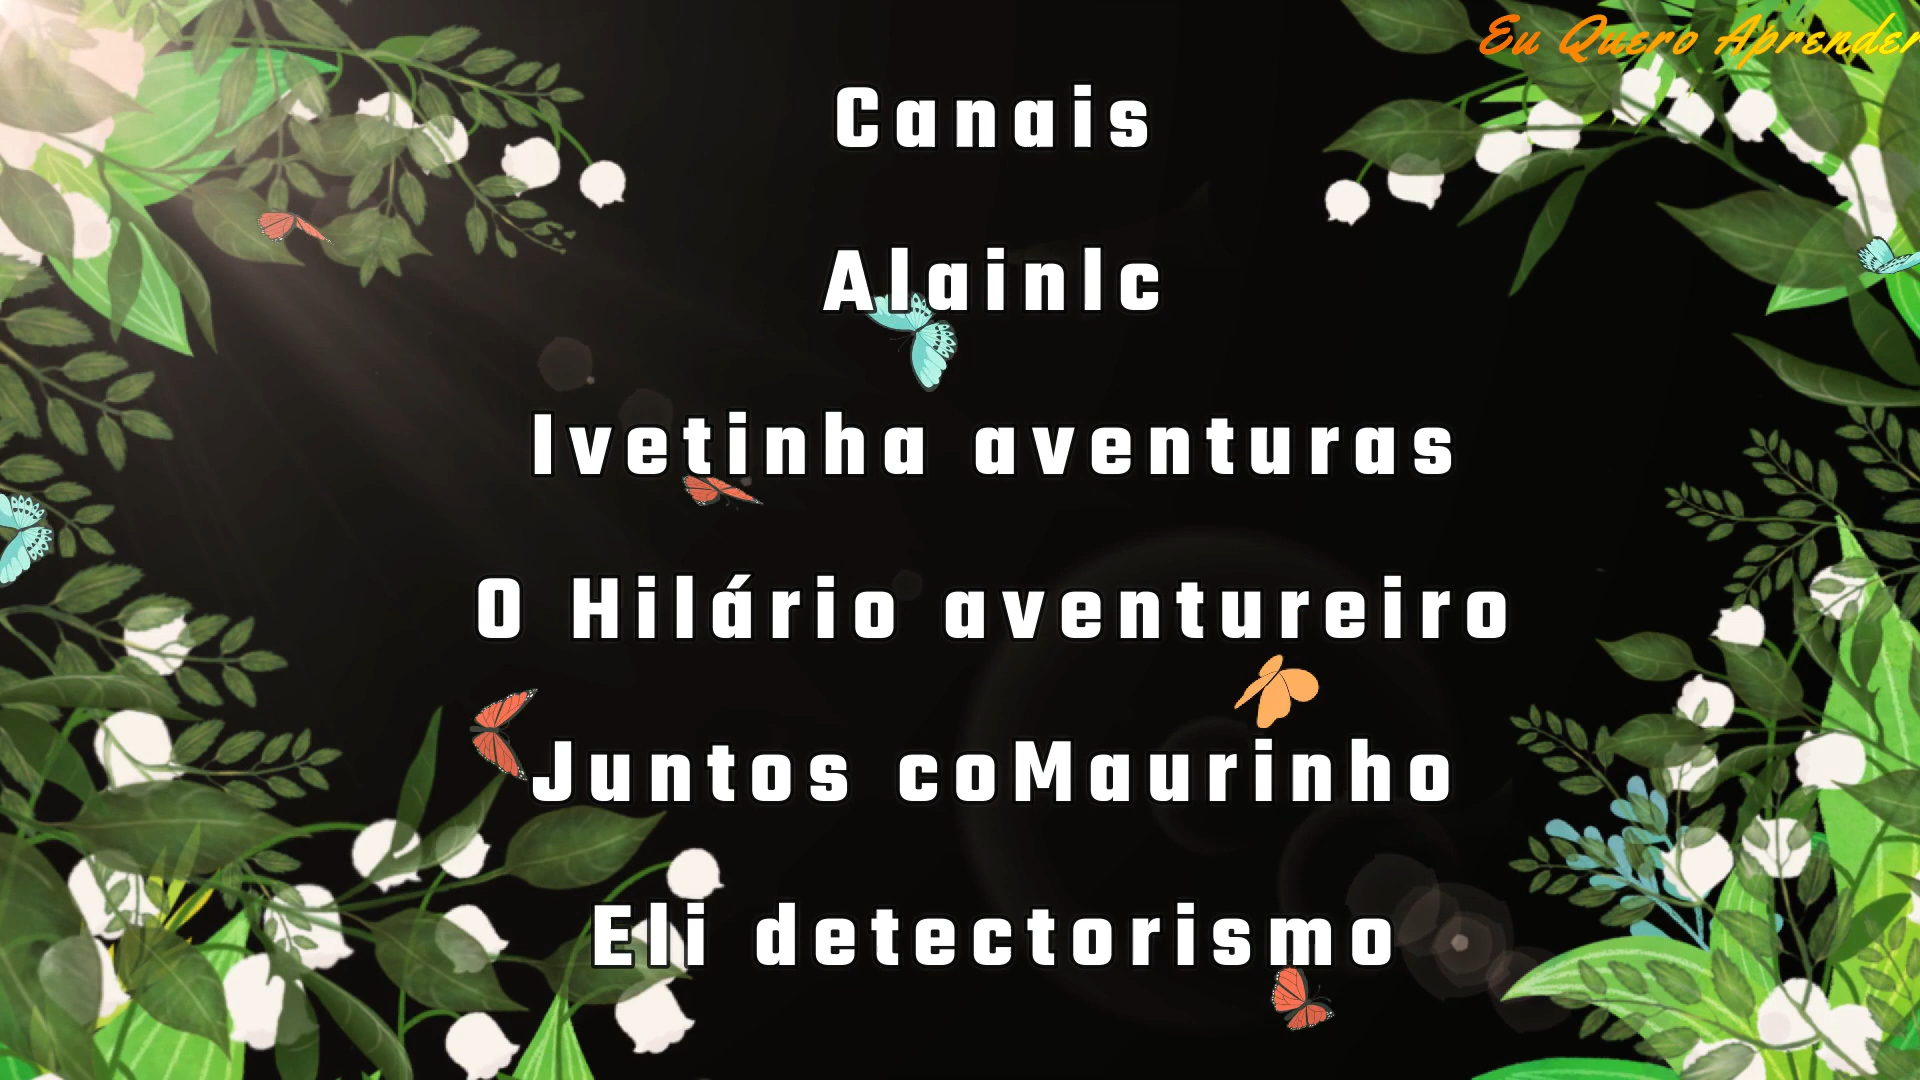 Eu Quero Aprender
Canais
Alainlc
Ivetinha aventuras
O Hilário aventureiro
Juntos coMaurinho
Eli detectorismo